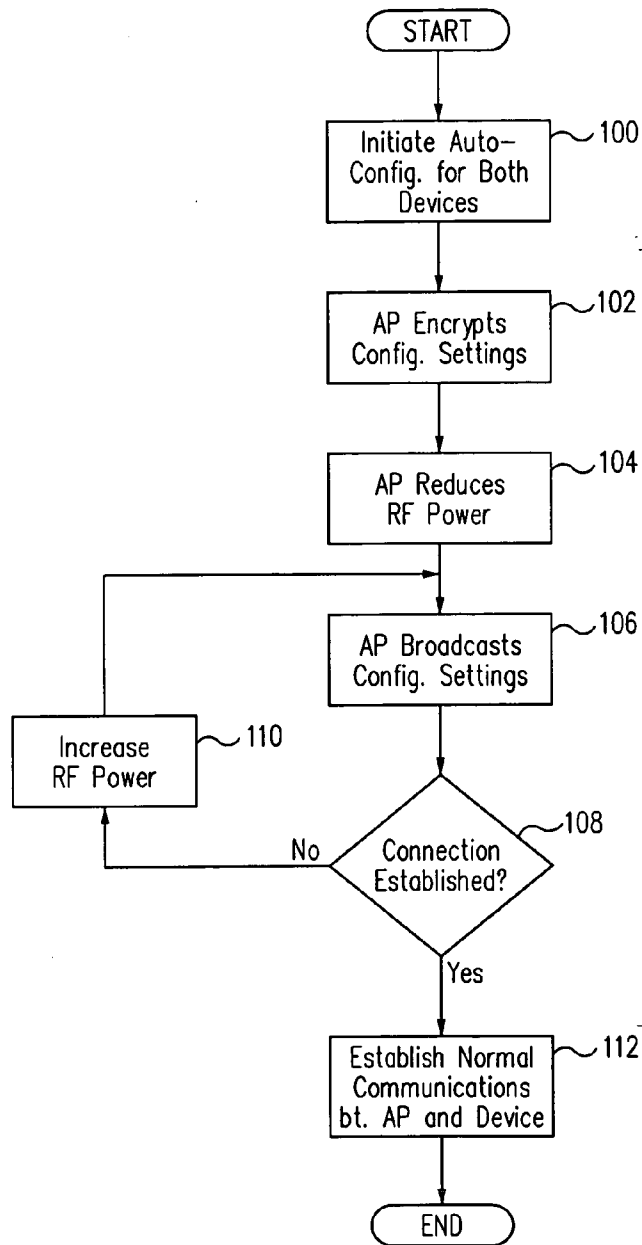 START
Initiate Auto-
Config. for Both
Devices
100
AP Encrypts
Config. Settings
102
AP Reduces
RF Power
104
AP Broadcasts
Config. Settings
106
Increase
RF Power
110
Connection
Established?
108
No
Yes
Establish Normal
Communications
bt. AP and Device
112
END